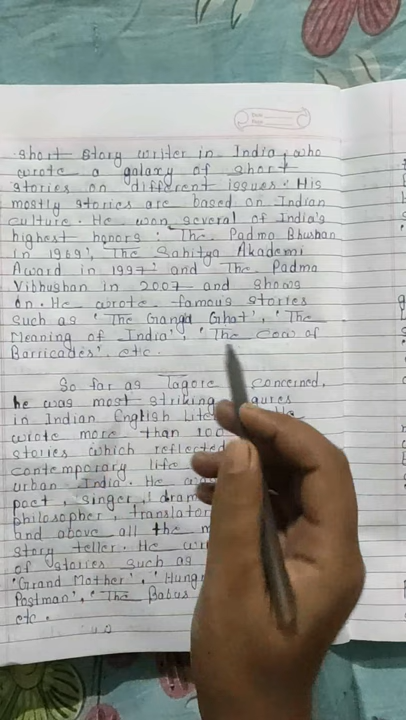 short story writer in India, who
wrote a galaxy of short
stories on different issues. His
mostly stories are based on Indian
culture. He won several of India's
highest honors: The Padma Bhushan
in 1969', The Sahitya Akademi
Award in 1997' and The Padma
Vibhushan in 2007 and shows
on. He wrote famous stories
such as 'The Ganga Ghat', 'The
Meaning of India', 'The Cow of
Barricades'. etc.
So far as Tagore concerned,
he was most striking
in Indian English
wrote more than
stories which reflected
contemporary life
urban India. He
poet, singer,
philosopher, translator
and above all the
story teller. He
of stories such as
'Grand Mother',
Postman', 'The Babus
etc.